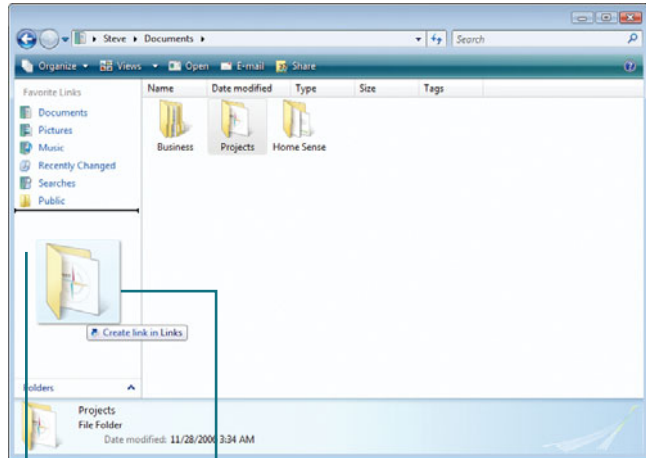 Steve Documents
Search
Organize Views Open E-mail Share
Favorite Links
Name Date modified Type Size Tags
Documents
Pictures
Music
Recently Changed
Searches
Public
Business Projects Home Sense
Create link in Links
Folders
Projects
File Folder
Date modified: 11/28/2006 3:34 AM